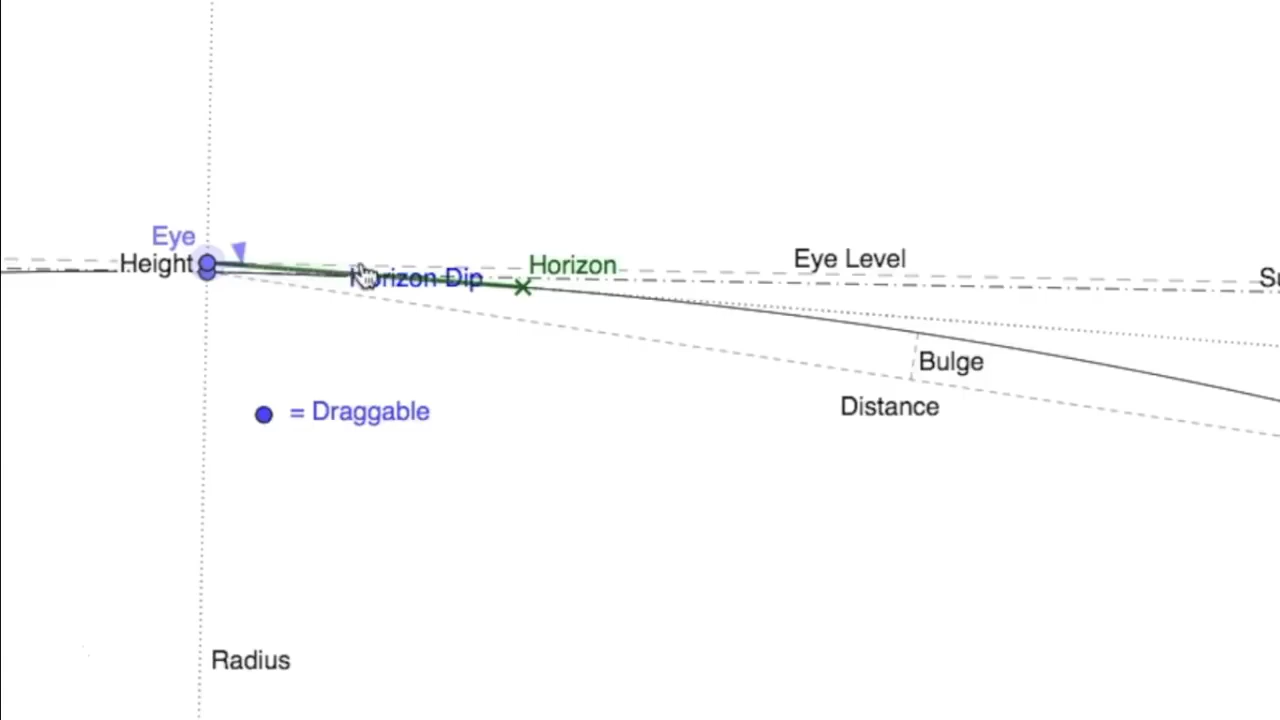 Eye
Height
Horizon
Eye Level
Horizon Dip
Bulge
Distance
= Draggable
Radius